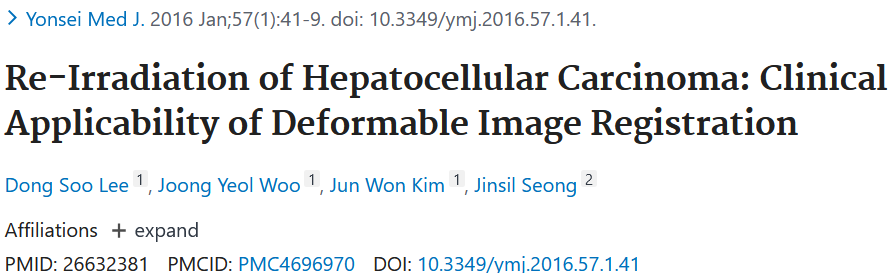 > Yonsei Med J. 2016 Jan;57(1):41-9. doi: 10.3349/ymj.2016.57.1.41.
Re-Irradiation of Hepatocellular Carcinoma: Clinical
Applicability of Deformable Image Registration
Dong Soo Lee 1, Joong Yeol Woo 1, Jun Won Kim 1, Jinsil Seong 2
Affiliations + expand
PMID: 26632381 PMCID: PMC4696970 DOI: 10.3349/ymj.2016.57.1.41